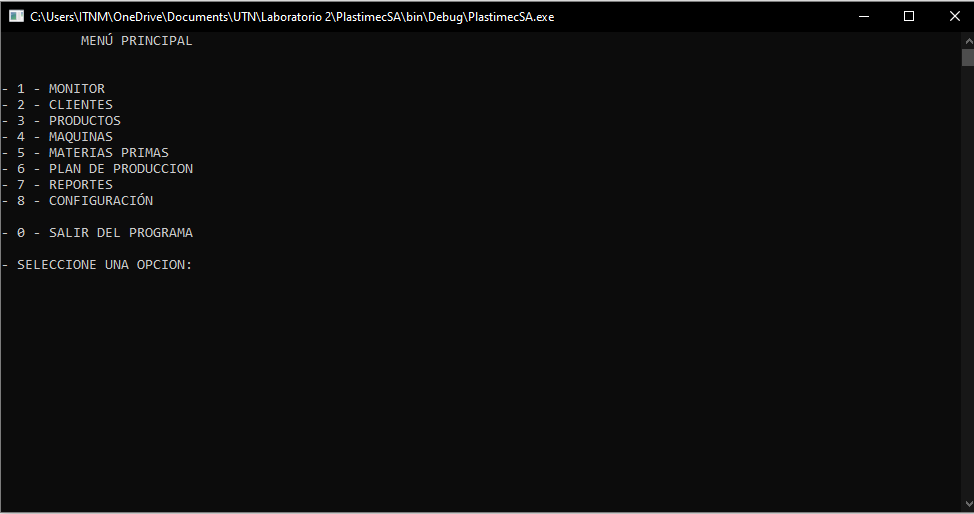 C:\Users\ITNM\OneDrive\Documents\UTN\Laboratorio 2\PlastimecSA\bin\Debug\PlastimecSA.exe
MENÚ PRINCIPAL
- 1 - MONITOR
- 2 - CLIENTES
- 3 - PRODUCTOS
- 4 - MAQUINAS
- 5 - MATERIAS PRIMAS
- 6 - PLAN DE PRODUCCION
- 7 - REPORTES
- 8 - CONFIGURACIÓN
- 0 - SALIR DEL PROGRAMA
- SELECCIONE UNA OPCION: